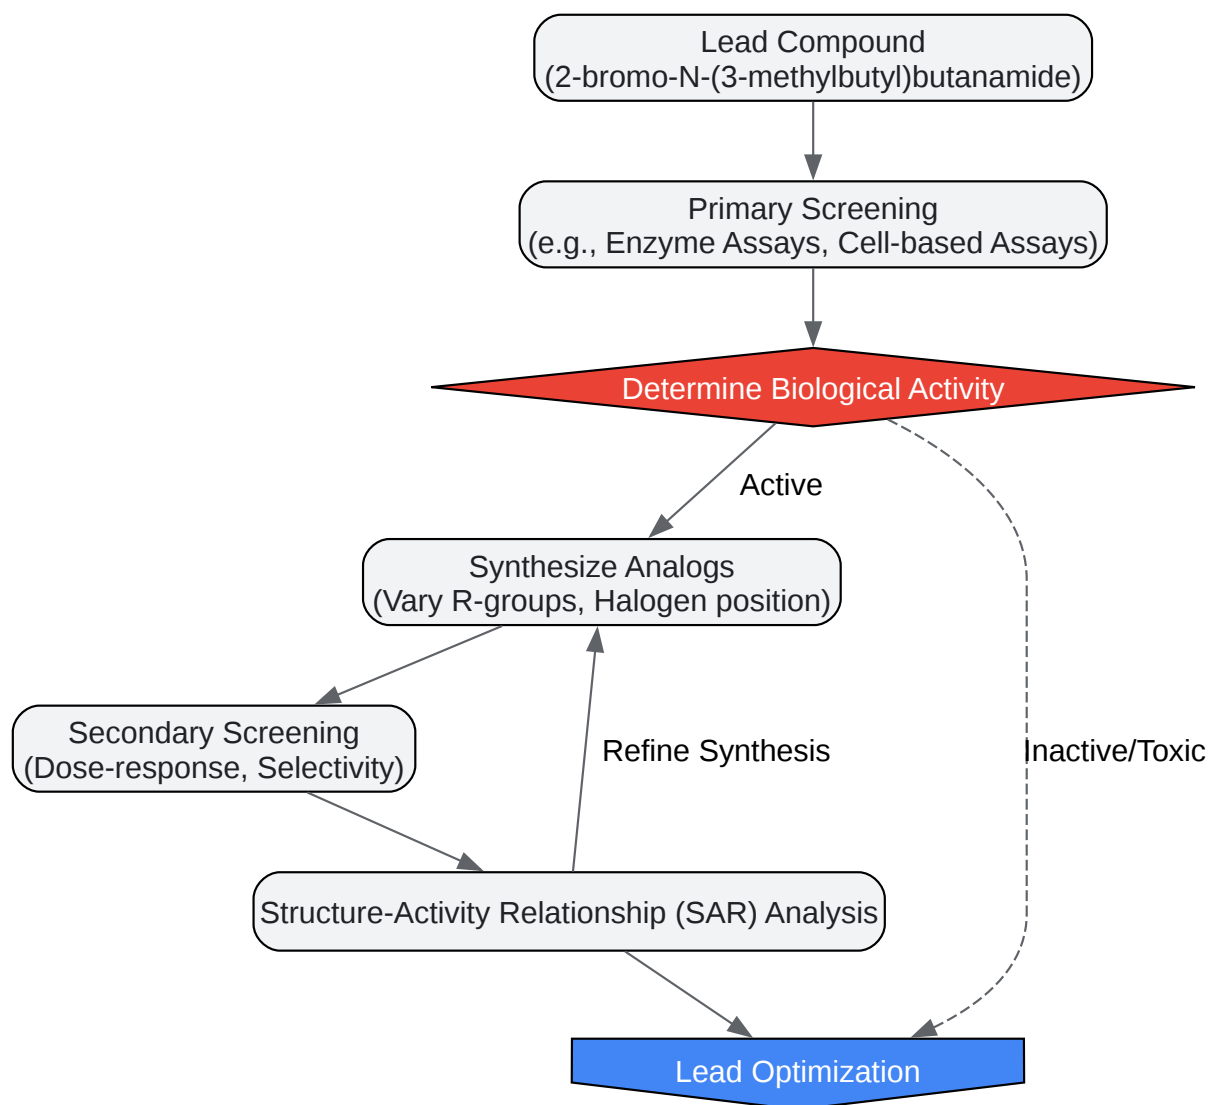 Lead Compound
(2-bromo-N-(3-methylbutyl)butanamide)
Primary Screening
(e.g., Enzyme Assays, Cell-based Assays)
Determine Biological Activity
Active
Synthesize Analogs
(Vary R-groups, Halogen position)
Secondary Screening
(Dose-response, Selectivity)
Refine Synthesis
Inactive/Toxic
Structure-Activity Relationship (SAR) Analysis
Lead Optimization